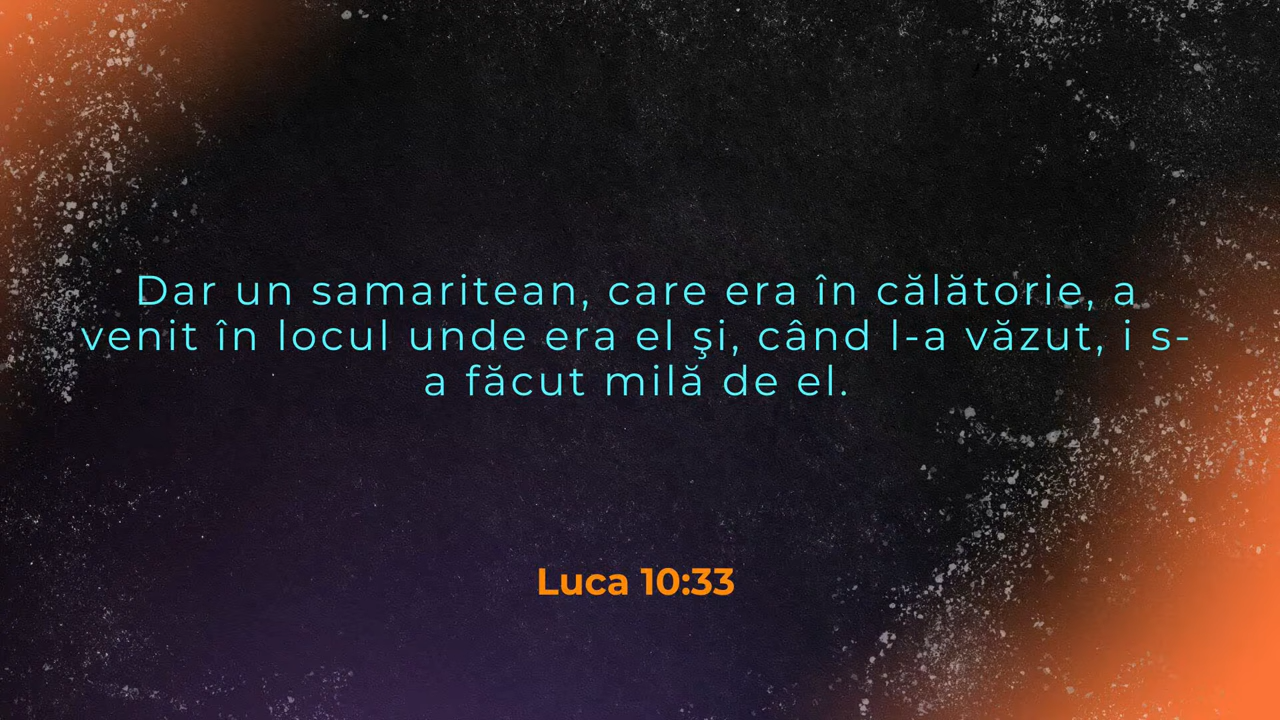 Dar un samaritean, care era în călătorie, a
venit în locul unde era el şi, când l-a văzut, i s-
a făcut milă de el.
Luca 10:33